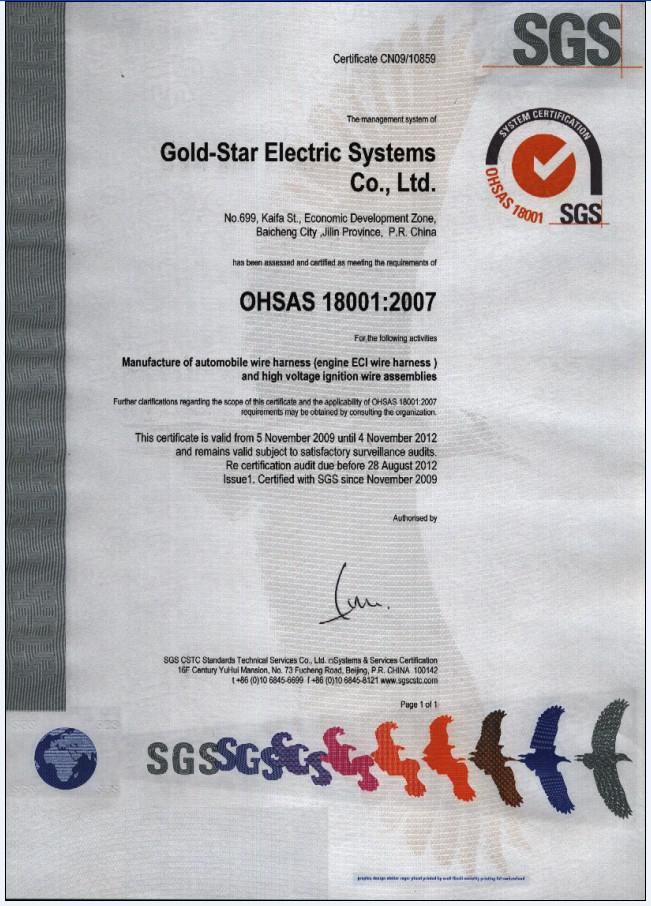 SGS
Certificate CN09/10859
The management system of
Gold-Star Electric Systems
Co., Ltd.
SYSTEM CERTIFICATION
OHSAS 18001
SGS
No.699, Kaifa St., Economic Development Zone,
Baicheng City ,Jilin Province, P.R. China
has been assessed and certified as meeting the requirements of
OHSAS 18001:2007
For the following activities
Manufacture of automobile wire harness (engine ECI wire harness )
and high voltage ignition wire assemblies
Further clarifications regarding the scope of this certificate and the applicability of OHSAS 18001:2007
requirements may be obtained by consulting the organization.
This certificate is valid from 5 November 2009 until 4 November 2012
and remains valid subject to satisfactory surveillance audits.
Re certification audit due before 28 August 2012
Issue1. Certified with SGS since November 2009
Authorised by
SGS CSTC Standards Technical Services Co., Ltd. Systems & Services Certification
16F Century YuHui Mansion, No. 73 Fucheng Road, Beijing, P.R. CHINA 100142
t +86 (0)10 6845-6699 f +86 (0)10 6845-8121 www.sgscstc.com
Page 1 of 1
SGSSGS